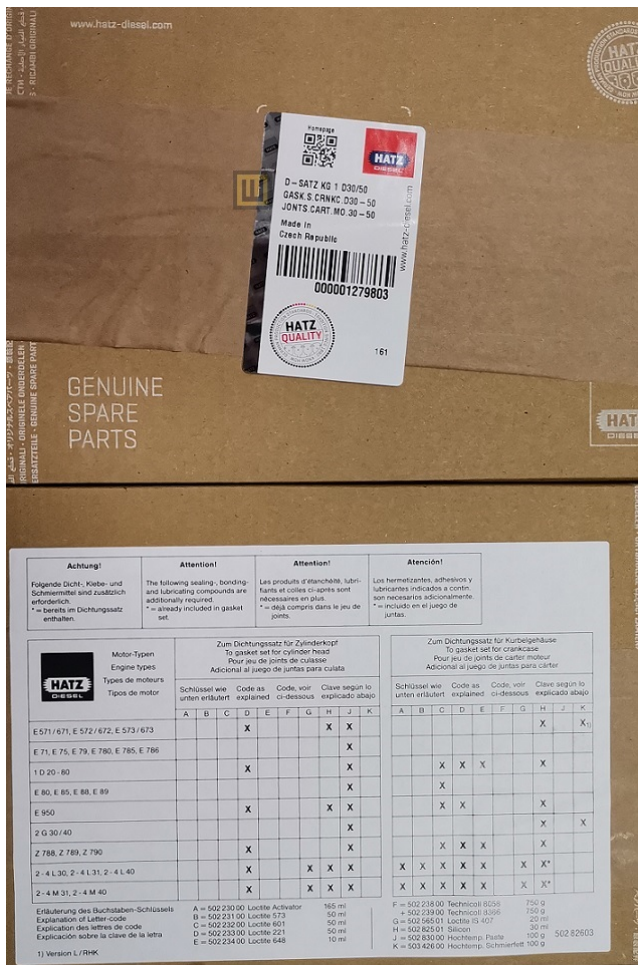 www.hatz-diesel.com
Homepage
HATZ
DIESEL
D-SATZ KG 1 D30/50
GASK.S.CRNKC.D30-50
JONTS.CART.MO.30-50
Made in
Czech Republic
www.hatz-diesel.com
000001279803
HATZ
QUALITY
161
GENUINE
SPARE
PARTS
Achtung!
Folgende Dicht-, Klebe- und
Schmiermittel sind zusätzlich
erforderlich.
* = bereits im Dichtungssatz
enthalten.
Attention!
The following sealing-, bonding-
and lubricating compounds are
additionally required.
* = already included in gasket
set.
Attention!
Les produits d'étanchéité, lubri-
fiants et colles ci-après sont
nécessaires en plus.
* = déjà compris dans le jeu de
joints.
Atención!
Los hermetizantes, adhesivos y
lubricantes indicados a contin.
son necesarios adicionalmente.
* = incluido en el juego de
juntas.
HATZ
DIESEL
Motor-Typen
Engine types
Types de moteurs
Tipos de motor
Zum Dichtungssatz für Zylinderkopf
To gasket set for cylinder head
Pour jeu de joints de culasse
Adicional al juego de juntas para culata
Schlüssel wie unten erläutert
Code as explained
Code, voir ci-dessous
Clave según lo explicado abajo
A B C D E F G H J K
Zum Dichtungssatz für Kurbelgehäuse
To gasket set for crankcase
Pour jeu de joints de carter moteur
Adicional al juego de juntas para cárter
Schlüssel wie unten erläutert
Code as explained
Code, voir ci-dessous
Clave según lo explicado abajo
A B C D E F G H J K
E 571/671, E 572/672, E 573/673 X X X X X1)
E 71, E 75, E 79, E 780, E 785, E 786 X
1 D 20-80 X X X X X X
E 80, E 85, E 88, E 89 X X
E 950 X X X X X X
2 G 30/40 X X X
Z 788, Z 789, Z 790 X X X X X X
2-4 L 30, 2-4 L 31, 2-4 L 40 X X X X X X X X X X X*
2-4 M 31, 2-4 M 40 X X X X X X X X X X X*
Erläuterung des Buchstaben-Schlüssels
Explanation of Letter-code
Explication des lettres de code
Explicación sobre la clave de la letra
1) Version L / RHK
A = 502 230 00 Loctite Activator 165 ml
B = 502 231 00 Loctite 573 50 ml
C = 502 232 00 Loctite 601 50 ml
D = 502 233 00 Loctite 221 50 ml
E = 502 234 00 Loctite 648 10 ml
F = 502 238 00 Technicoll 8058 750 g
+ 502 239 00 Technicoll 8366 750 g
G = 502 565 01 Loctite IS 407 20 ml
H = 502 825 01 Silicon 30 ml
J = 502 830 00 Hochtemp. Paste 100 g
K = 503 426 00 Hochtemp. Schmierfett 100 g
502 826 03